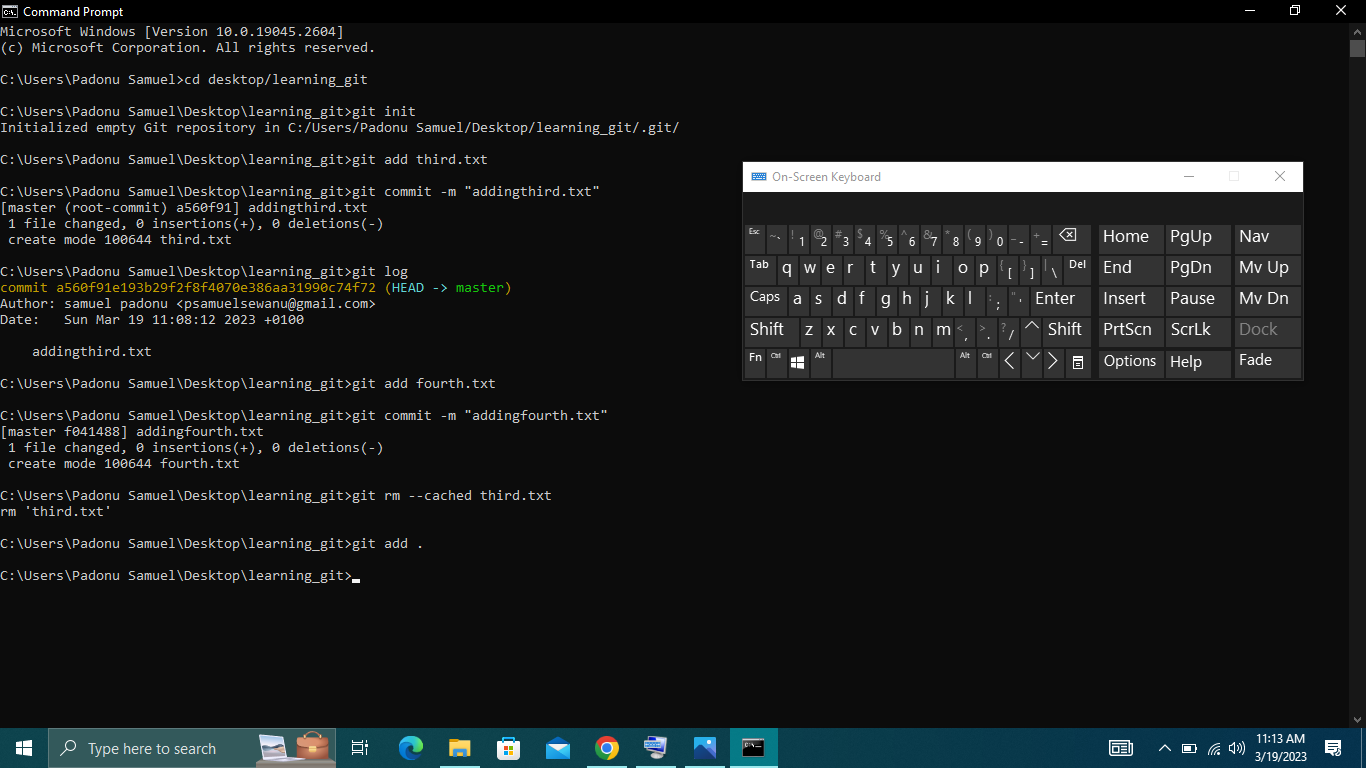 Command Prompt
Microsoft Windows [Version 10.0.19045.2604]
(c) Microsoft Corporation. All rights reserved.
C:\Users\Padonu Samuel>cd desktop/learning_git
C:\Users\Padonu Samuel\Desktop\learning_git>git init
Initialized empty Git repository in C:/Users/Padonu Samuel/Desktop/learning_git/.git/
C:\Users\Padonu Samuel\Desktop\learning_git>git add third.txt
C:\Users\Padonu Samuel\Desktop\learning_git>git commit -m "addingthird.txt"
[master (root-commit) a560f91] addingthird.txt
 1 file changed, 0 insertions(+), 0 deletions(-)
 create mode 100644 third.txt
C:\Users\Padonu Samuel\Desktop\learning_git>git log
commit a560f91e193b29f2f8f4070e386aa31990c74f72 (HEAD -> master)
Author: samuel padonu <psamuelsewanu@gmail.com>
Date:   Sun Mar 19 11:08:12 2023 +0100
    addingthird.txt
C:\Users\Padonu Samuel\Desktop\learning_git>git add fourth.txt
C:\Users\Padonu Samuel\Desktop\learning_git>git commit -m "addingfourth.txt"
[master f041488] addingfourth.txt
 1 file changed, 0 insertions(+), 0 deletions(-)
 create mode 100644 fourth.txt
C:\Users\Padonu Samuel\Desktop\learning_git>git rm --cached third.txt
rm 'third.txt'
C:\Users\Padonu Samuel\Desktop\learning_git>git add .
C:\Users\Padonu Samuel\Desktop\learning_git>
On-Screen Keyboard
Esc ~ ` ! 1 @ 2 # 3 $ 4 % 5 ^ 6 & 7 * 8 ( 9 ) 0 _ - + = Home PgUp Nav
Tab q w e r t y u i o p { [ } ] | \ Del End PgDn Mv Up
Caps a s d f g h j k l : ; " ' Enter Insert Pause Mv Dn
Shift z x c v b n m < , > . ? / Shift PrtScn ScrLk Dock
Fn Ctrl Alt Alt Ctrl Options Help Fade
Type here to search
11:13 AM
3/19/2023